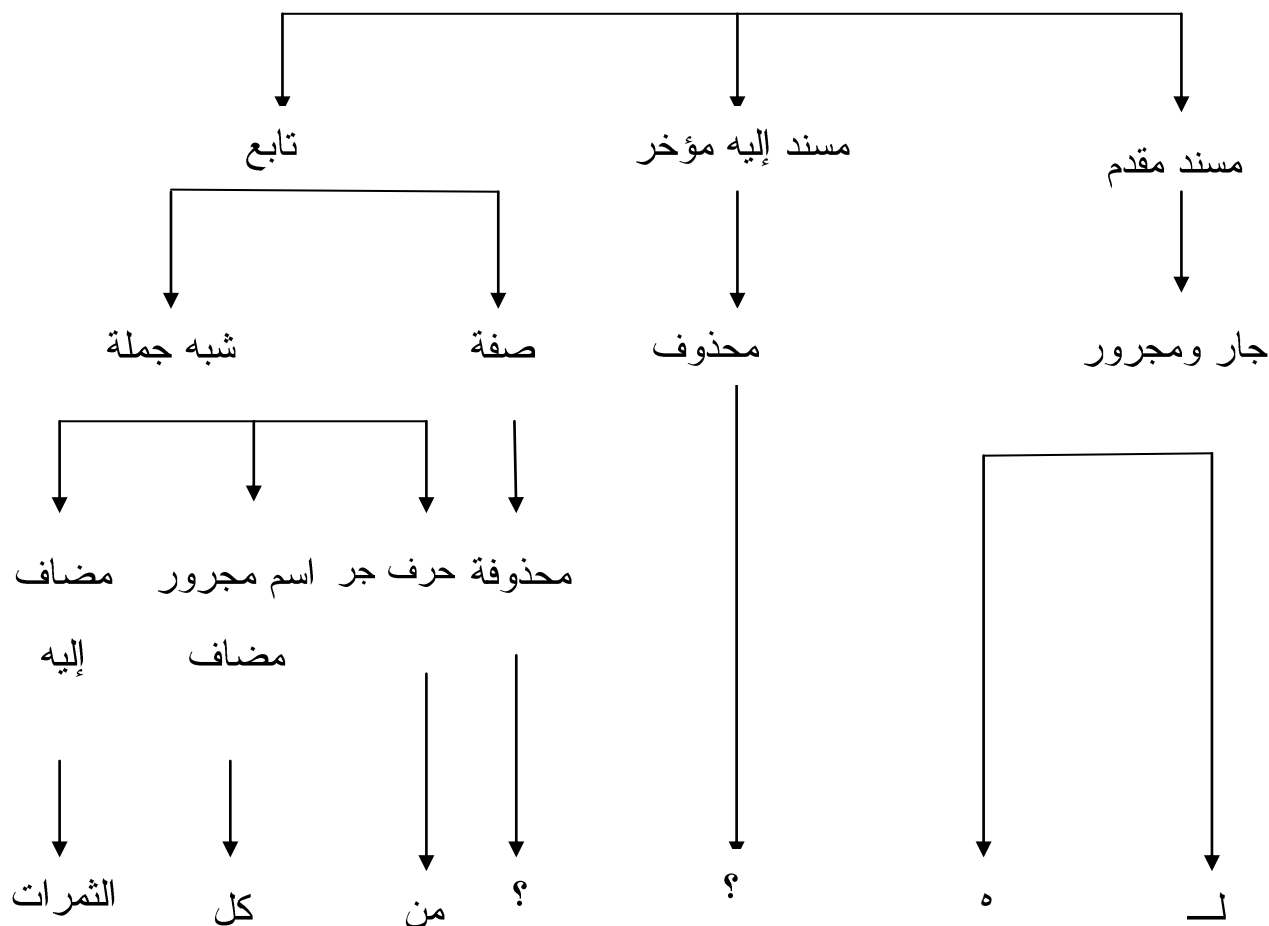 مسند مقدم مسند إليه مؤخر تابع
جار ومجرور محذوف صفة شبه جملة
محذوفة حرف جر اسم مجرور مضاف
مضاف إليه
لـــ ه ؟ ؟ من كل الثمرات